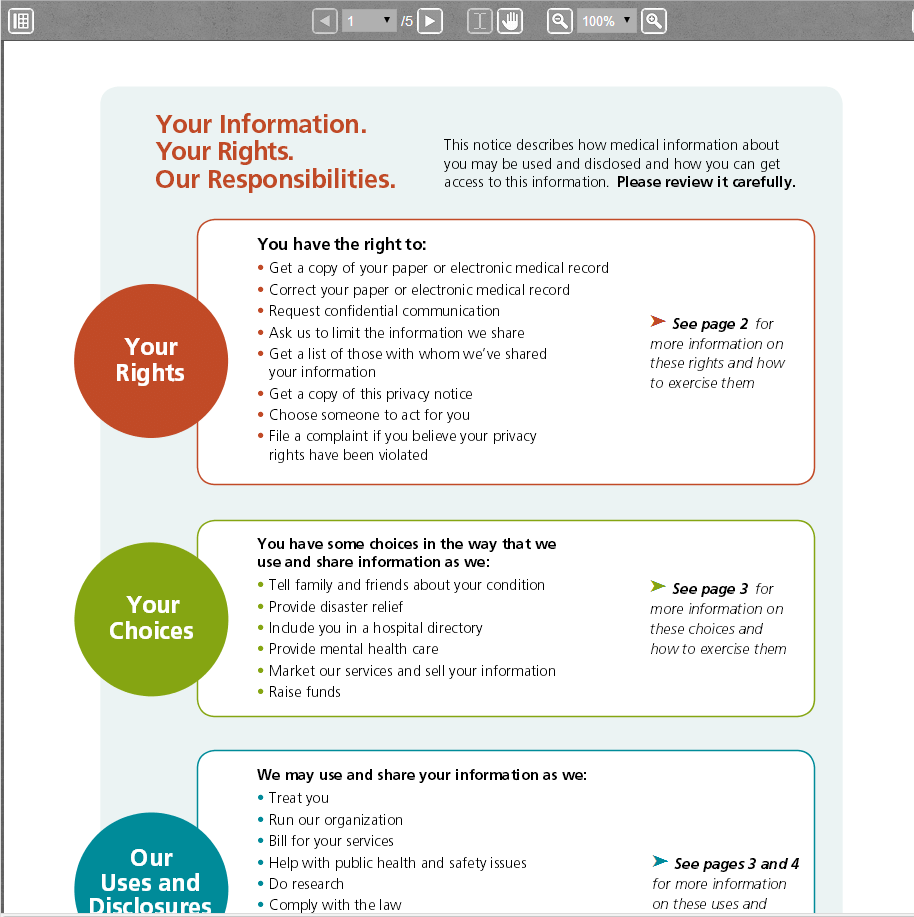 1 /5 100%
Your Information.
Your Rights.
Our Responsibilities.
This notice describes how medical information about
you may be used and disclosed and how you can get
access to this information. Please review it carefully.
Your
Rights
You have the right to:
• Get a copy of your paper or electronic medical record
• Correct your paper or electronic medical record
• Request confidential communication
• Ask us to limit the information we share
• Get a list of those with whom we’ve shared
your information
• Get a copy of this privacy notice
• Choose someone to act for you
• File a complaint if you believe your privacy
rights have been violated
➤ See page 2 for
more information on
these rights and how
to exercise them
Your
Choices
You have some choices in the way that we
use and share information as we:
• Tell family and friends about your condition
• Provide disaster relief
• Include you in a hospital directory
• Provide mental health care
• Market our services and sell your information
• Raise funds
➤ See page 3 for
more information on
these choices and
how to exercise them
Our
Uses and
Disclosures
We may use and share your information as we:
• Treat you
• Run our organization
• Bill for your services
• Help with public health and safety issues
• Do research
• Comply with the law
➤ See pages 3 and 4
for more information
on these uses and